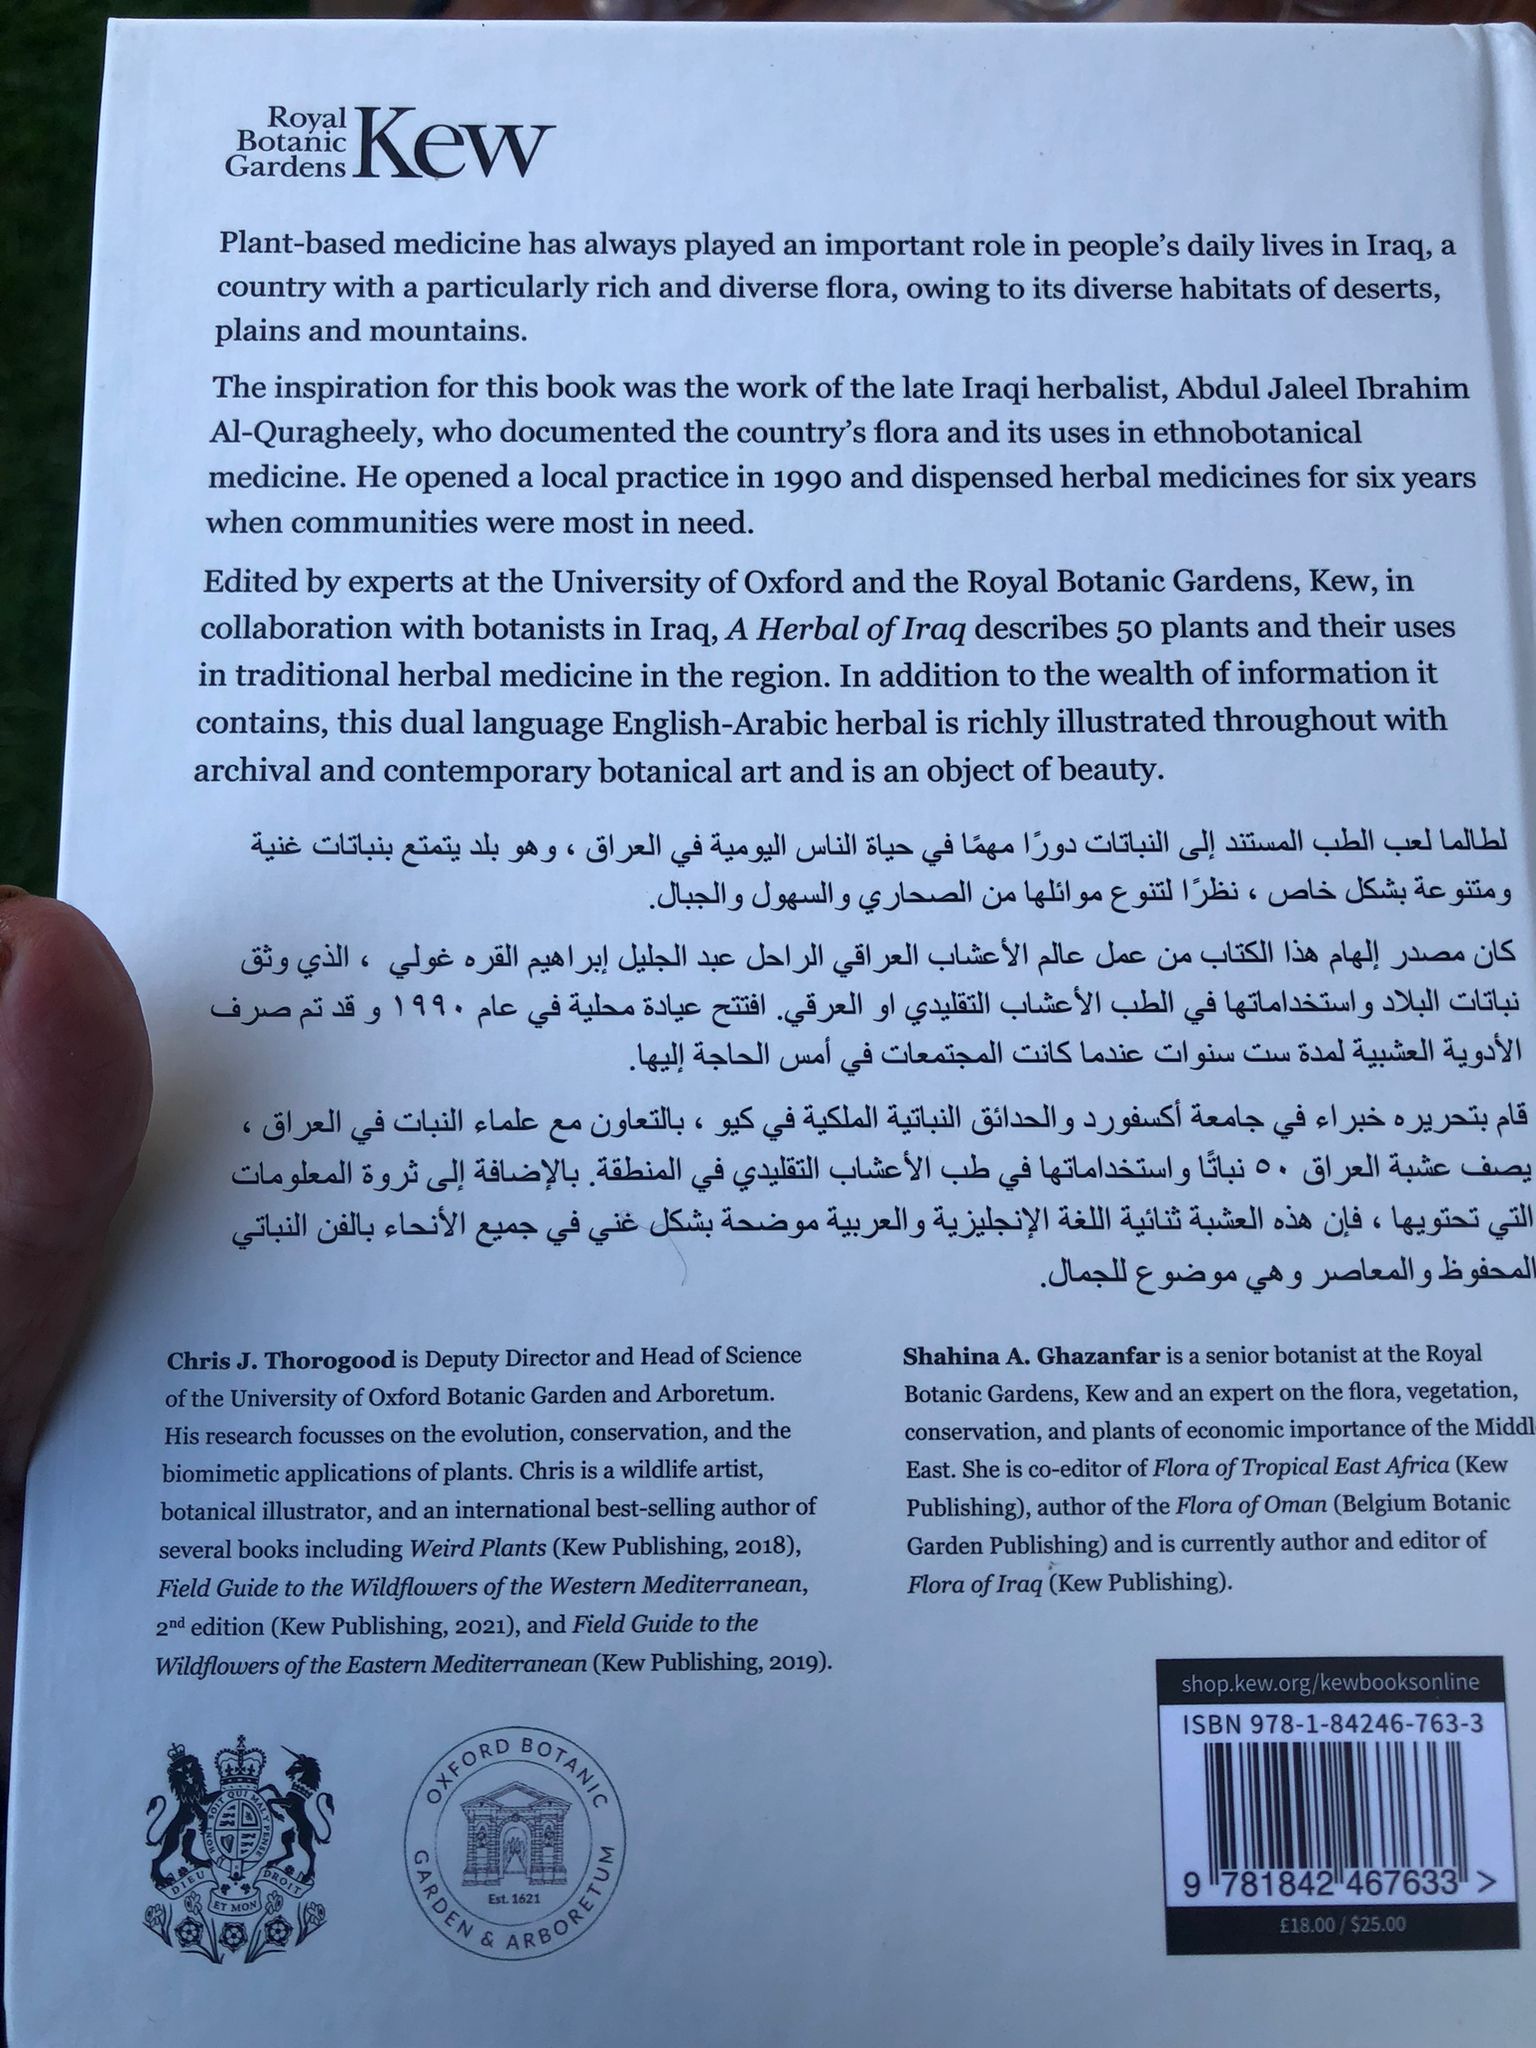 Royal
Botanic
Gardens
Kew
Plant-based medicine has always played an important role in people's daily lives in Iraq, a
country with a particularly rich and diverse flora, owing to its diverse habitats of deserts,
plains and mountains.
The inspiration for this book was the work of the late Iraqi herbalist, Abdul Jaleel Ibrahim
Al-Quragheely, who documented the country's flora and its uses in ethnobotanical
medicine. He opened a local practice in 1990 and dispensed herbal medicines for six years
when communities were most in need.
Edited by experts at the University of Oxford and the Royal Botanic Gardens, Kew, in
collaboration with botanists in Iraq, A Herbal of Iraq describes 50 plants and their uses
in traditional herbal medicine in the region. In addition to the wealth of information it
contains, this dual language English-Arabic herbal is richly illustrated throughout with
archival and contemporary botanical art and is an object of beauty.
لطالما لعب الطب المستند إلى النباتات دورًا مهمًا في حياة الناس اليومية في العراق ، وهو بلد يتمتع بنباتات غنية
ومتنوعة بشكل خاص ، نظرًا لتنوع موائلها من الصحاري والسهول والجبال.
كان مصدر إلهام هذا الكتاب من عمل عالم الأعشاب العراقي الراحل عبد الجليل إبراهيم القره غولي ، الذي وثق
نباتات البلاد واستخداماتها في الطب الأعشاب التقليدي او العرقي. افتتح عيادة محلية في عام ١٩٩٠ و قد تم صرف
الأدوية العشبية لمدة ست سنوات عندما كانت المجتمعات في أمس الحاجة إليها.
قام بتحريره خبراء في جامعة أكسفورد والحدائق النباتية الملكية في كيو ، بالتعاون مع علماء النبات في العراق ،
يصف عشبة العراق ٥٠ نباتًا واستخداماتها في طب الأعشاب التقليدي في المنطقة. بالإضافة إلى ثروة المعلومات
التي تحتويها ، فإن هذه العشبة ثنائية اللغة الإنجليزية والعربية موضحة بشكل غني في جميع الأنحاء بالفن النباتي
المحفوظ والمعاصر وهي موضوع للجمال.
Chris J. Thorogood is Deputy Director and Head of Science
of the University of Oxford Botanic Garden and Arboretum.
His research focusses on the evolution, conservation, and the
biomimetic applications of plants. Chris is a wildlife artist,
botanical illustrator, and an international best-selling author of
several books including Weird Plants (Kew Publishing, 2018),
Field Guide to the Wildflowers of the Western Mediterranean,
2nd edition (Kew Publishing, 2021), and Field Guide to the
Wildflowers of the Eastern Mediterranean (Kew Publishing, 2019).
Shahina A. Ghazanfar is a senior botanist at the Royal
Botanic Gardens, Kew and an expert on the flora, vegetation,
conservation, and plants of economic importance of the Middl
East. She is co-editor of Flora of Tropical East Africa (Kew
Publishing), author of the Flora of Oman (Belgium Botanic
Garden Publishing) and is currently author and editor of
Flora of Iraq (Kew Publishing).
HONI SOIT QUI MAL Y PENSE
DIEU ET MON DROIT
OXFORD BOTANIC
GARDEN & ARBORETUM
Est. 1621
shop.kew.org/kewbooksonline
ISBN 978-1-84246-763-3
9 781842 467633 >
£18.00 / $25.00